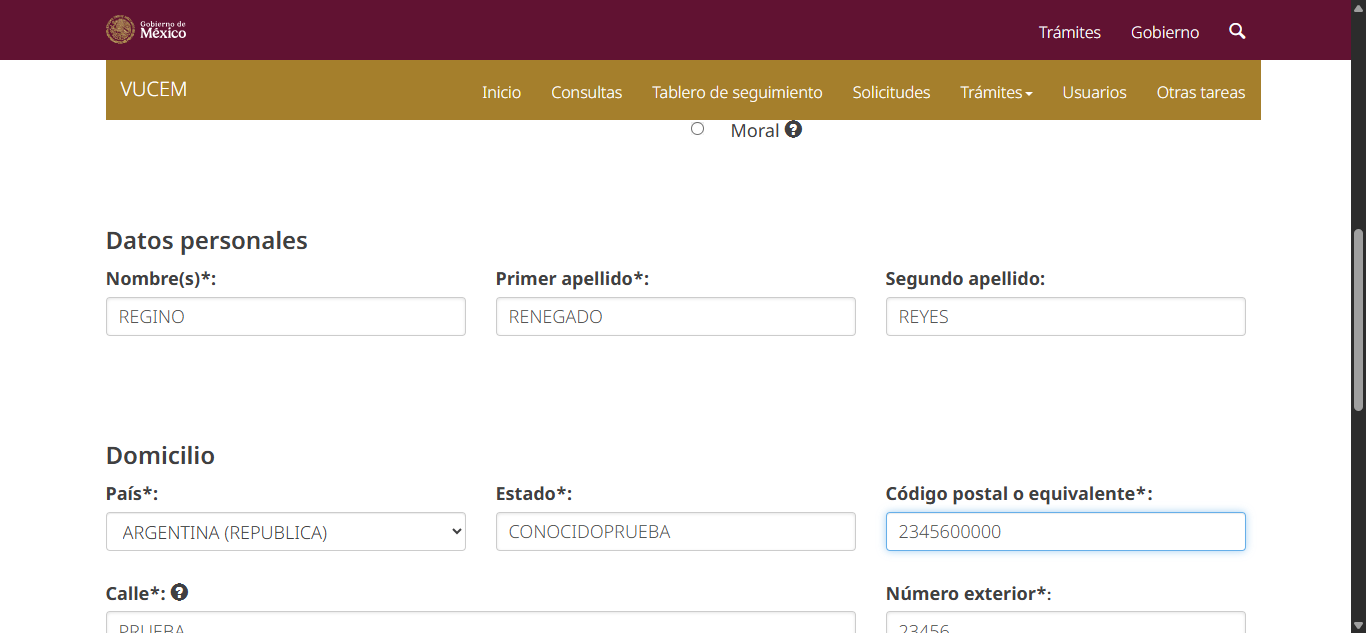 Gobierno de
México
Trámites
Gobierno
VUCEM
Inicio
Consultas
Tablero de seguimiento
Solicitudes
Trámites
Usuarios
Otras tareas
Moral
Datos personales
Nombre(s)*:
Primer apellido*:
Segundo apellido:
REGINO
RENEGADO
REYES
Domicilio
País*:
Estado*:
Código postal o equivalente*:
ARGENTINA (REPUBLICA)
CONOCIDOPRUEBA
2345600000
Calle*:
Número exterior*:
PRUEBA
23456